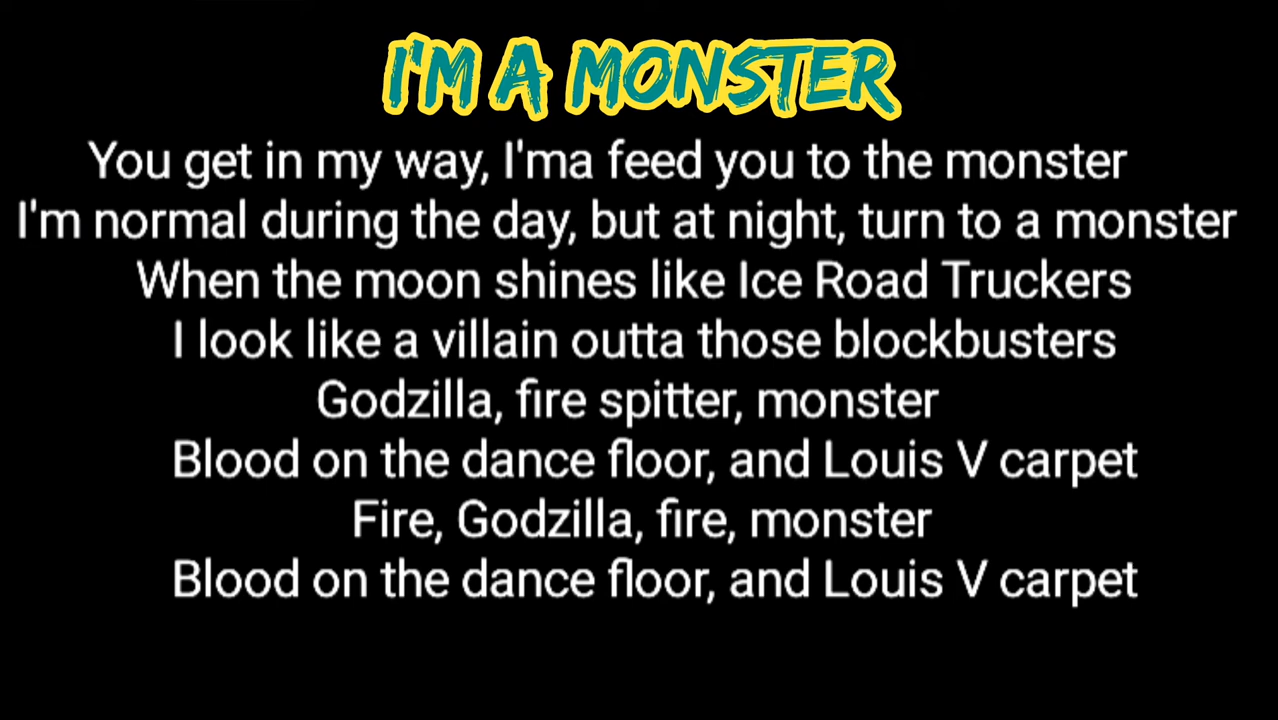 I'M A MONSTER
You get in my way, I'ma feed you to the monster
I'm normal during the day, but at night, turn to a monster
When the moon shines like Ice Road Truckers
I look like a villain outta those blockbusters
Godzilla, fire spitter, monster
Blood on the dance floor, and Louis V carpet
Fire, Godzilla, fire, monster
Blood on the dance floor, and Louis V carpet